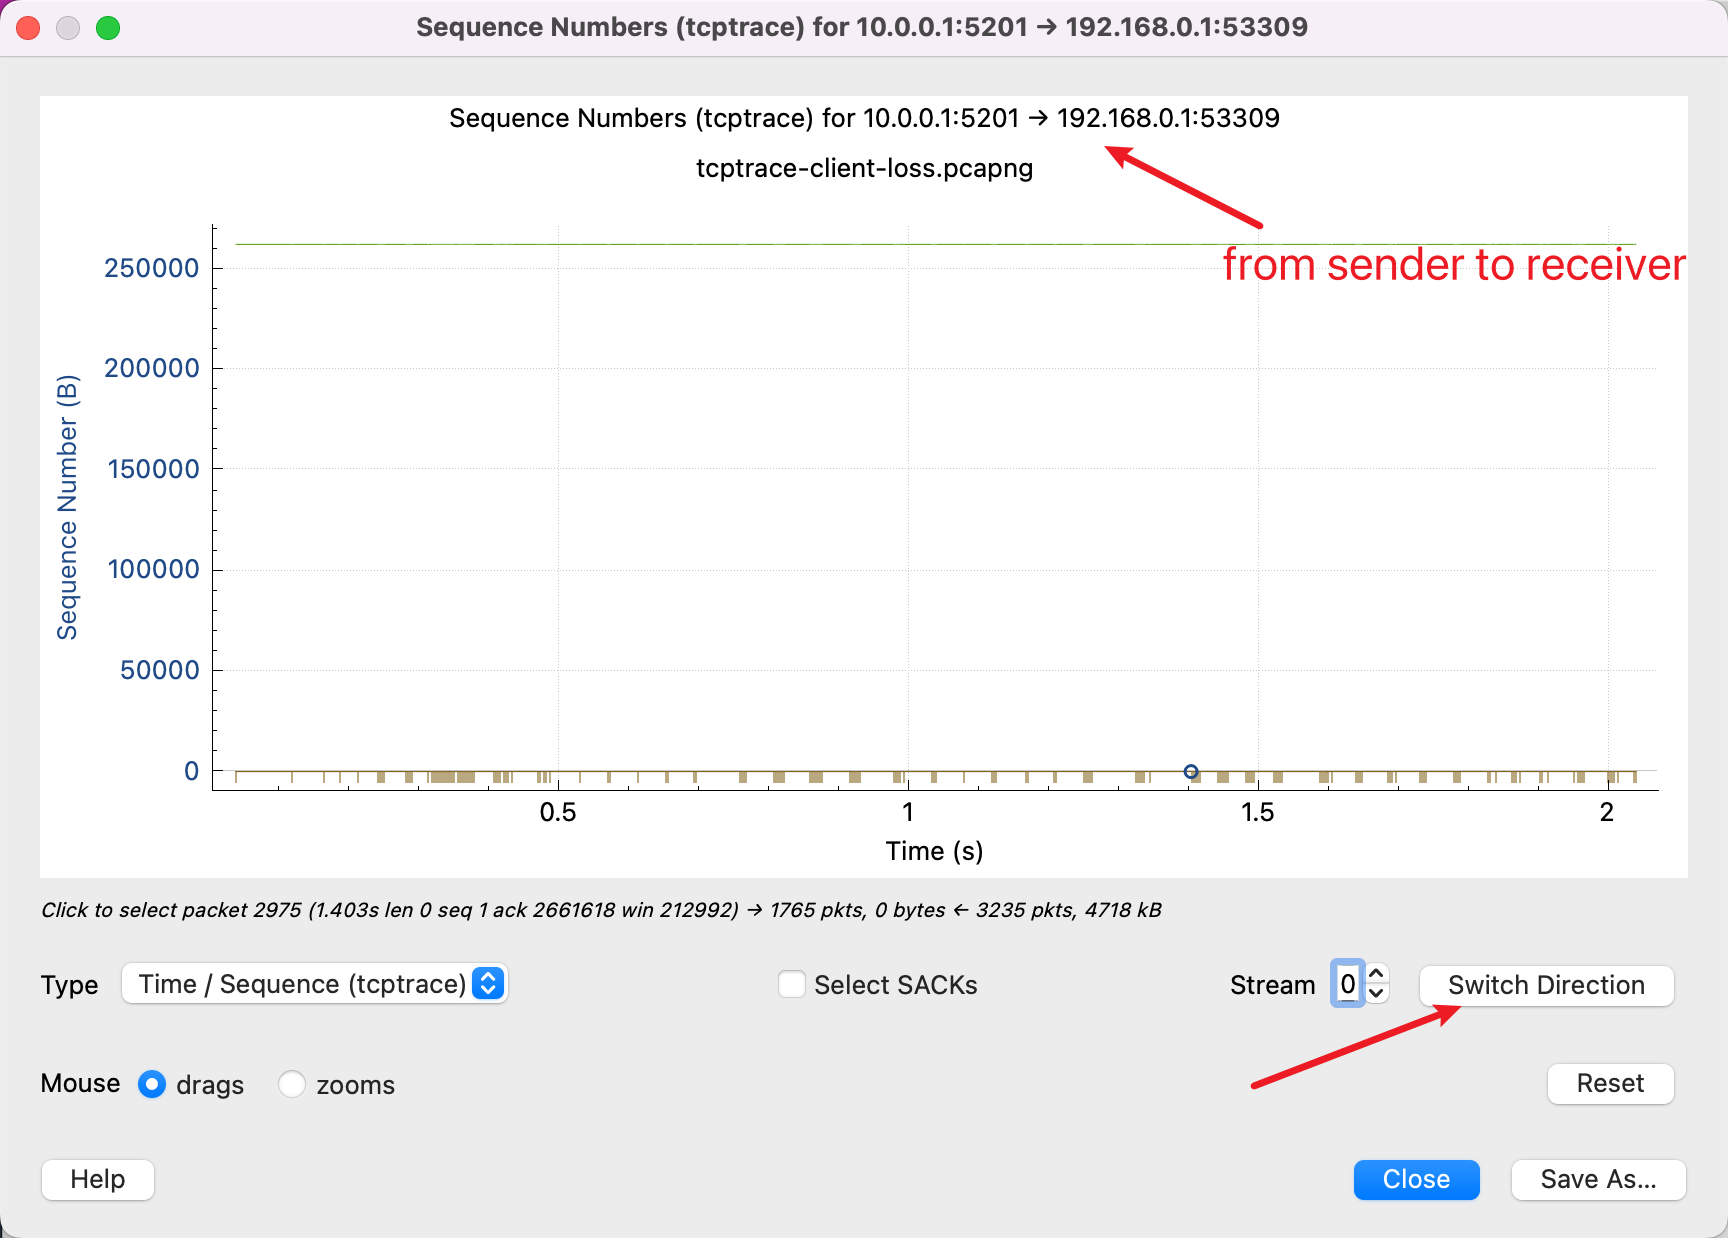 Sequence Numbers (tcptrace) for 10.0.0.1:5201 → 192.168.0.1:53309
Sequence Numbers (tcptrace) for 10.0.0.1:5201 → 192.168.0.1:53309
tcptrace-client-loss.pcapng
from sender to receiver
250000
200000
150000
100000
50000
0
Sequence Number (B)
0.5 1 1.5 2
Time (s)
Click to select packet 2975 (1.403s len 0 seq 1 ack 2661618 win 212992) → 1765 pkts, 0 bytes ← 3235 pkts, 4718 kB
Type Time / Sequence (tcptrace) Select SACKs Stream 0 Switch Direction
Mouse drags zooms Reset
Help Close Save As...